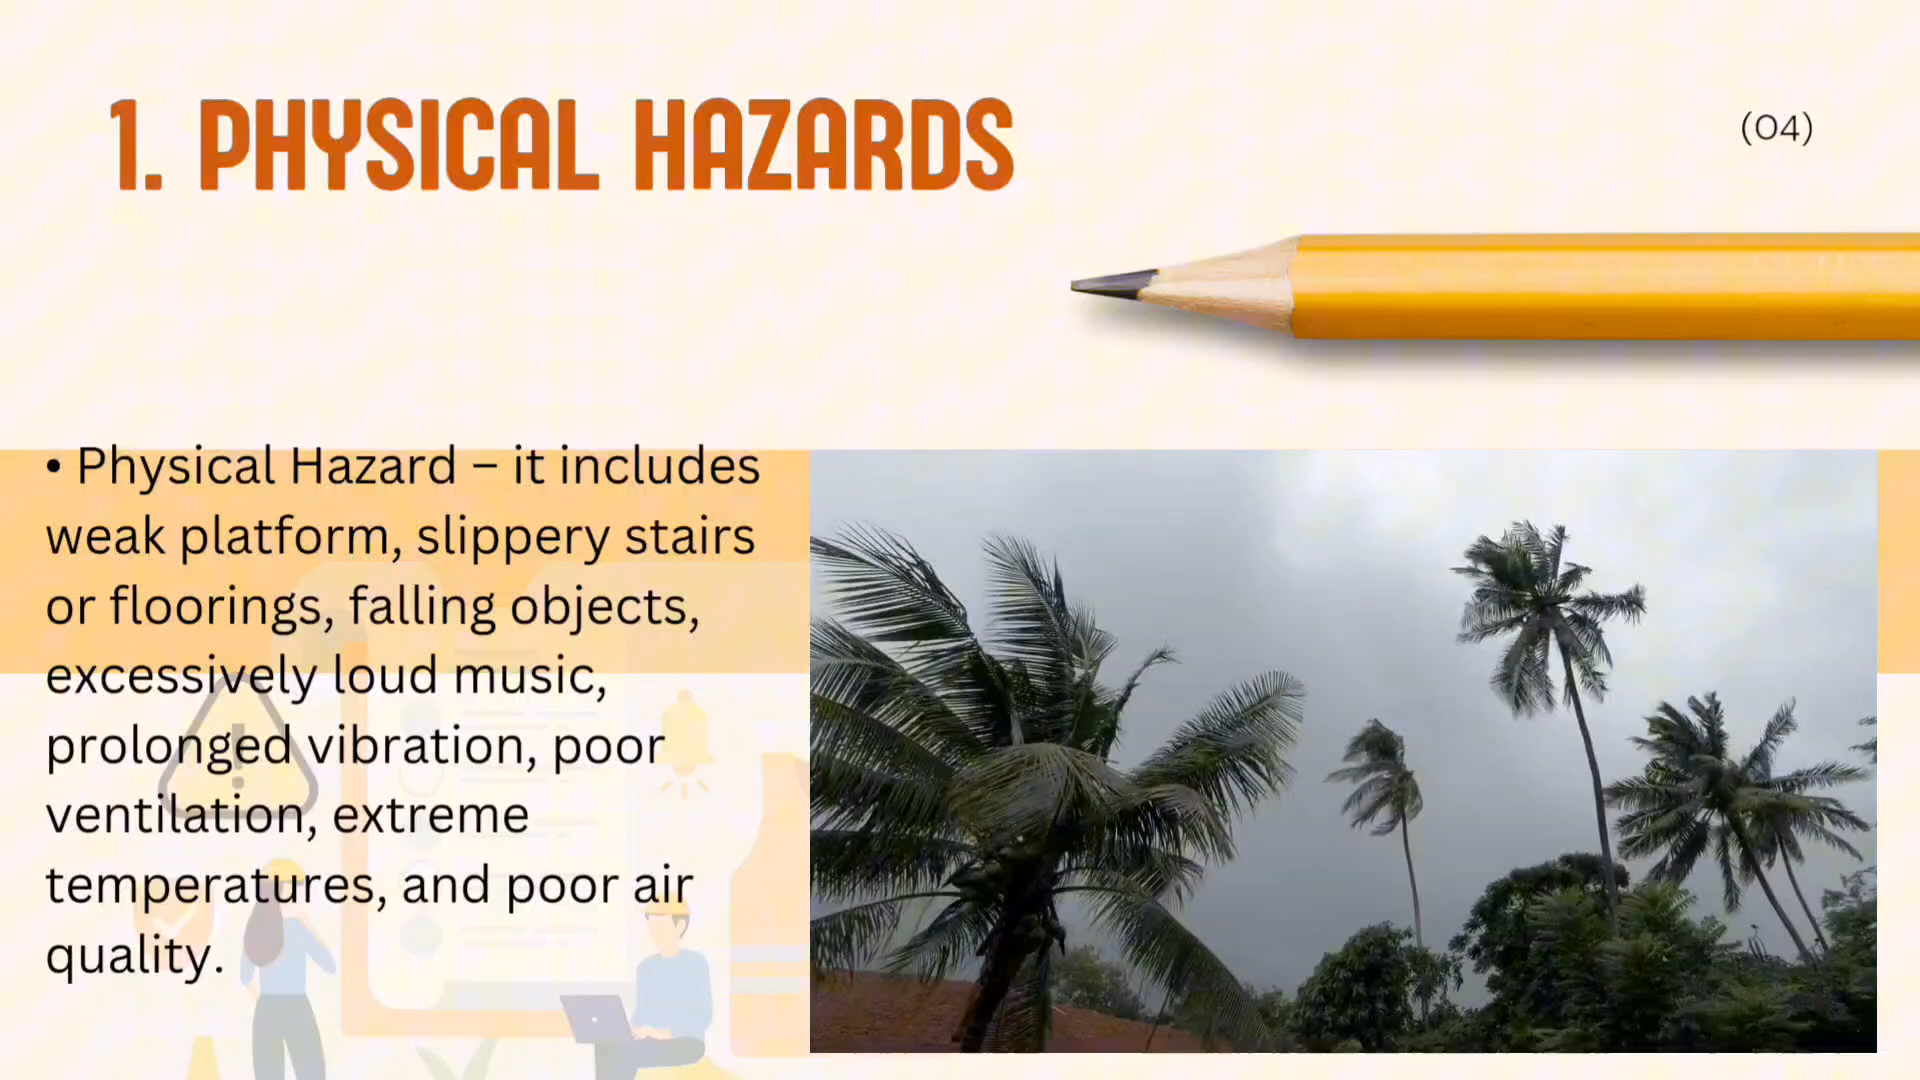 1. PHYSICAL HAZARDS
(04)
• Physical Hazard – it includes
weak platform, slippery stairs
or floorings, falling objects,
excessively loud music,
prolonged vibration, poor
ventilation, extreme
temperatures, and poor air
quality.